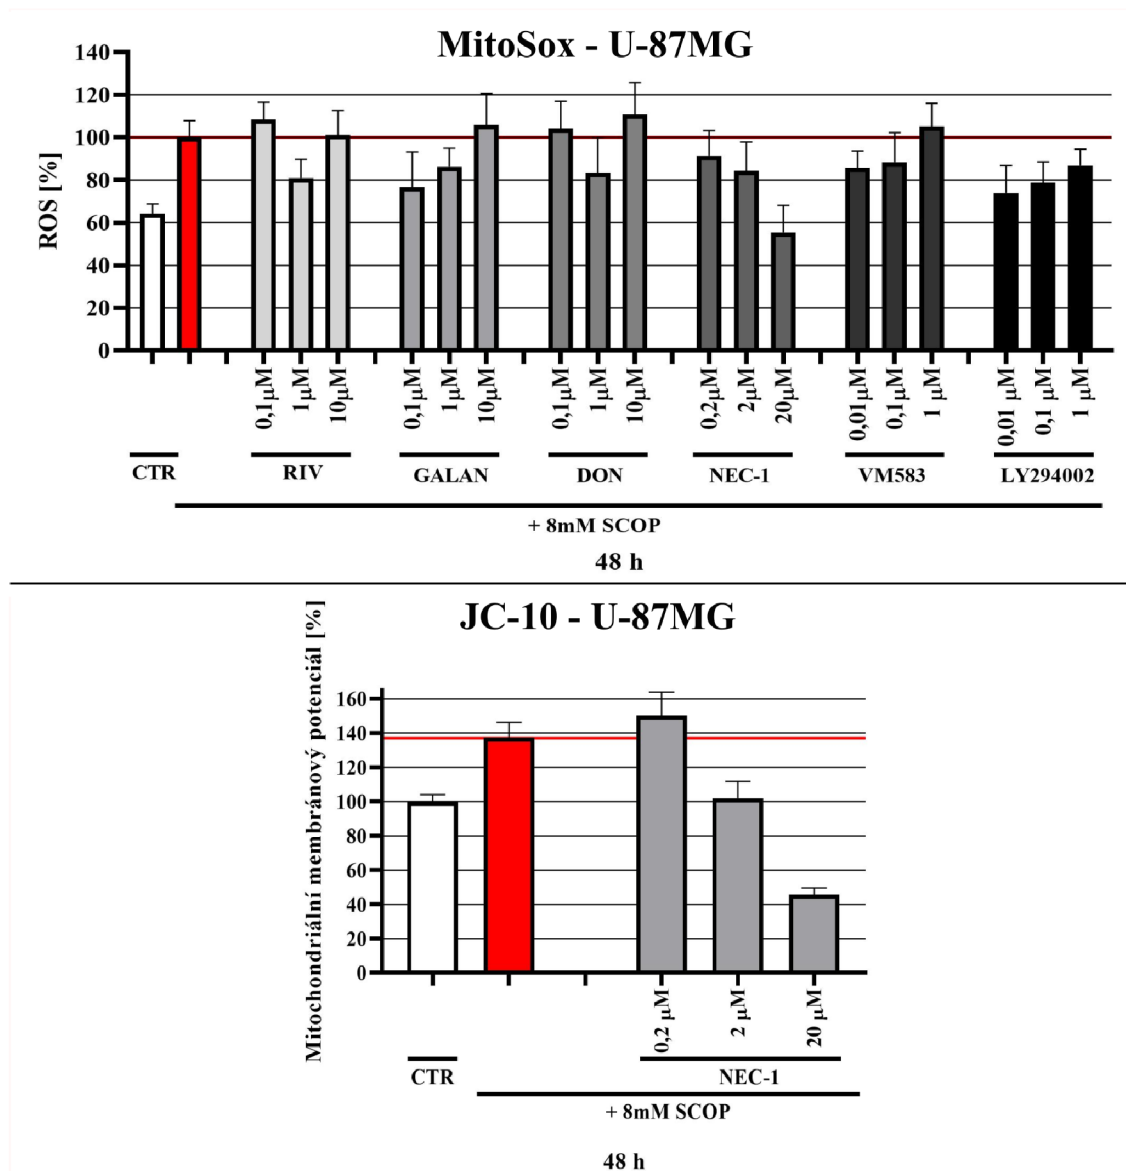 MitoSox - U-87MG
ROS [%]
140
120
100
80
60
40
20
0
0,1µM
1µM
10µM
0,1µM
1µM
10µM
0,1µM
1µM
10µM
0,2µM
2µM
20µM
0,01µM
0,1µM
1 µM
0,01 µM
0,1 µM
1 µM
CTR RIV GALAN DON NEC-1 VM583 LY294002
+ 8mM SCOP
48 h
JC-10 - U-87MG
Mitochondriální membránový potenciál [%]
160
140
120
100
80
60
40
20
0
0,2 µM
2 µM
20 µM
CTR NEC-1
+ 8mM SCOP
48 h